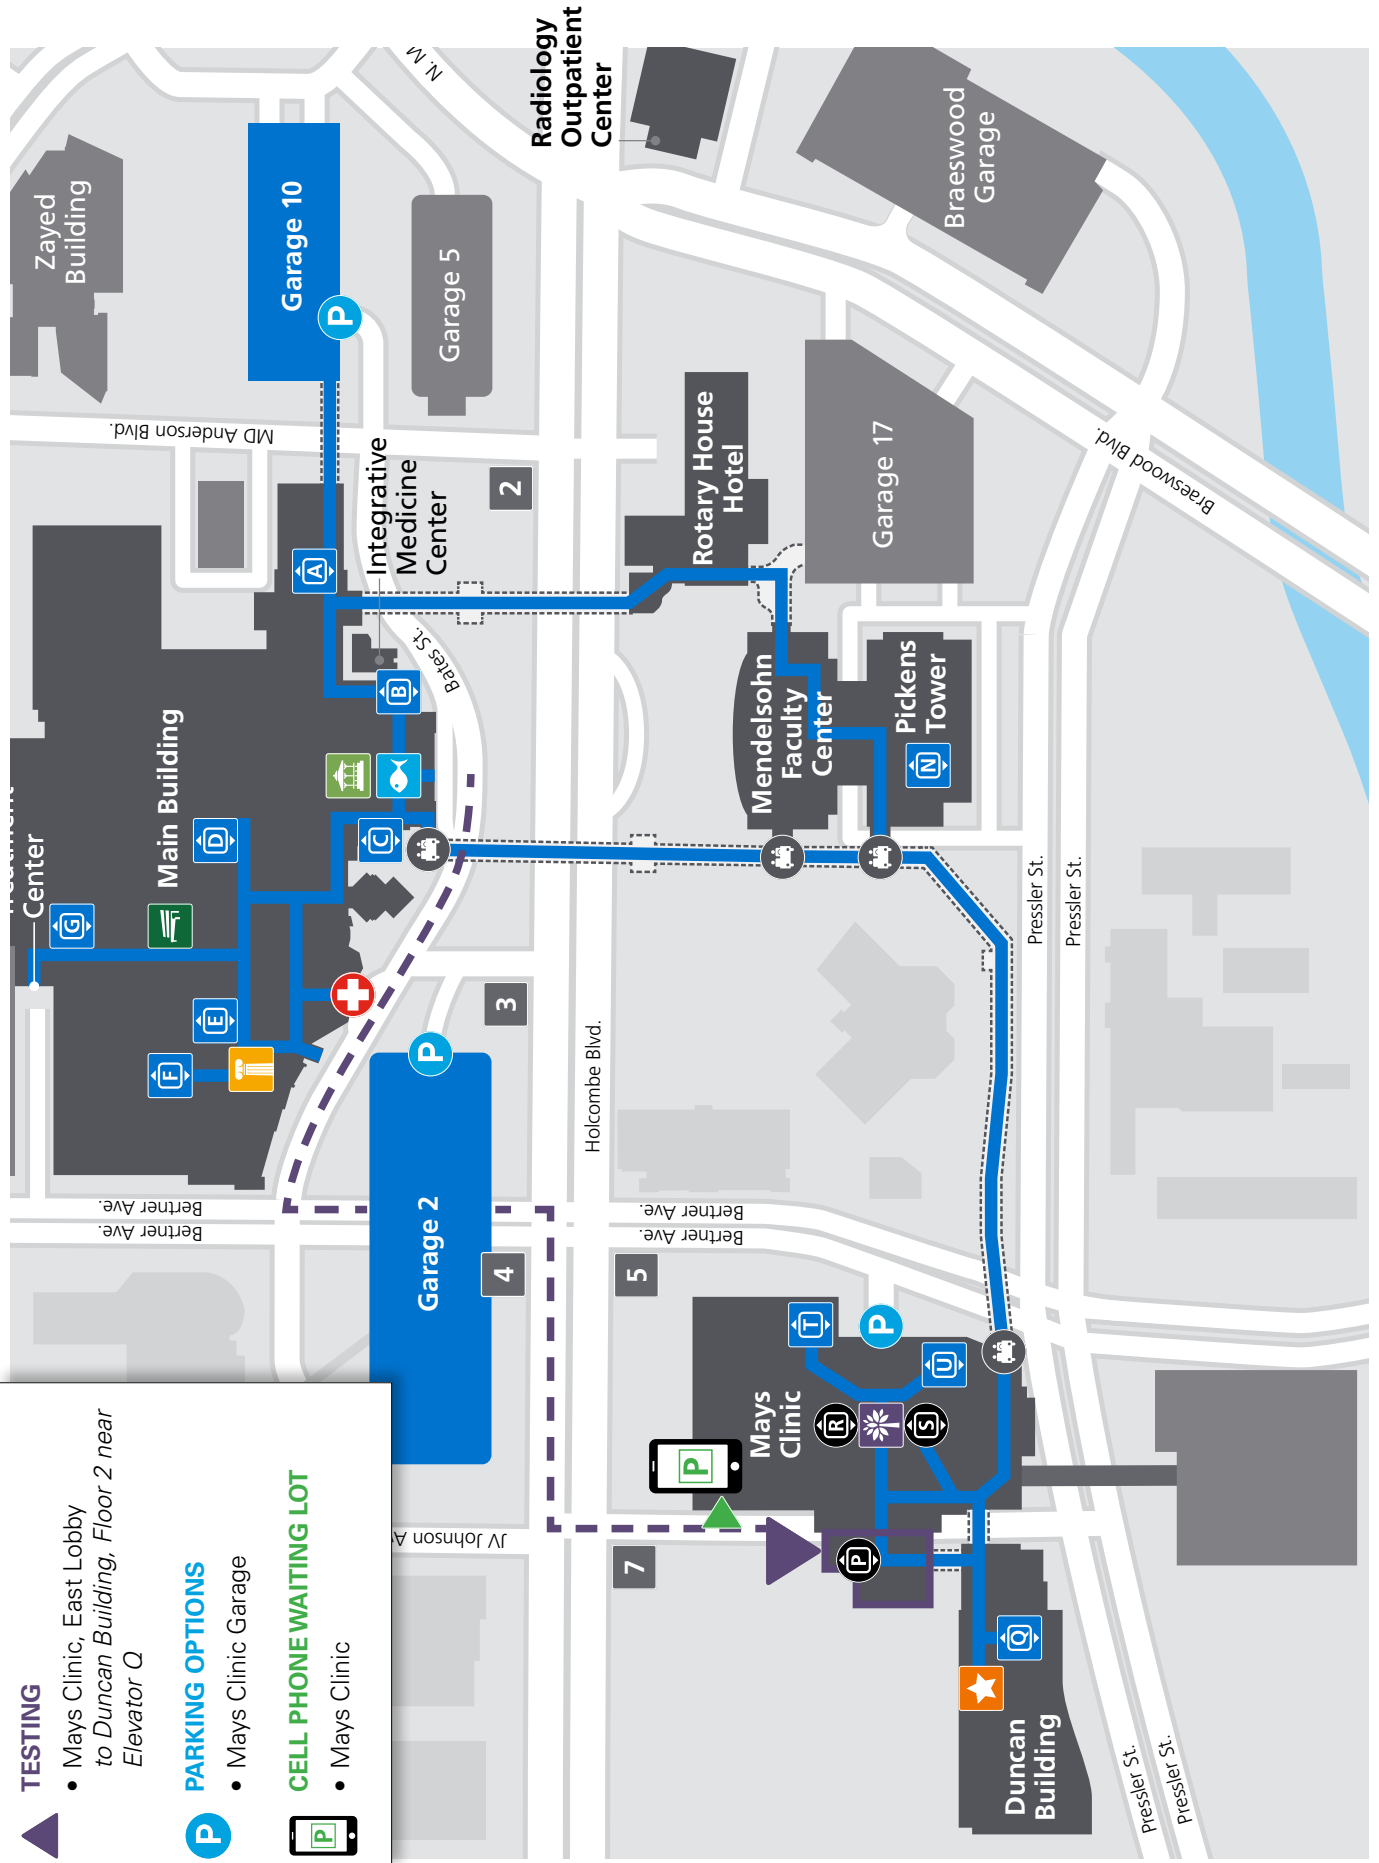 TESTING
• Mays Clinic, East Lobby
to Duncan Building, Floor 2 near
Elevator Q
P
PARKING OPTIONS
• Mays Clinic Garage
P
CELL PHONE WAITING LOT
• Mays Clinic
Center
G
F
E
D
Main Building
C
B
A
Zayed
Building
Garage 10
P
Garage 5
MD Anderson Blvd.
Integrative
Medicine
Center
Bates St.
N. M
Radiology
Outpatient
Center
Braeswood
Garage
Braeswood Blvd.
2
3
4
5
7
P
Garage 2
Bertner Ave.
Bertner Ave.
Bertner Ave.
Bertner Ave.
Holcombe Blvd.
JV Johnson Av
Rotary House
Hotel
Garage 17
Mendelsohn
Faculty
Center
Pickens
Tower
N
Pressler St.
Pressler St.
P
Mays
Clinic
T
P
U
R
S
P
Q
Duncan
Building
Pressler St.
Pressler St.